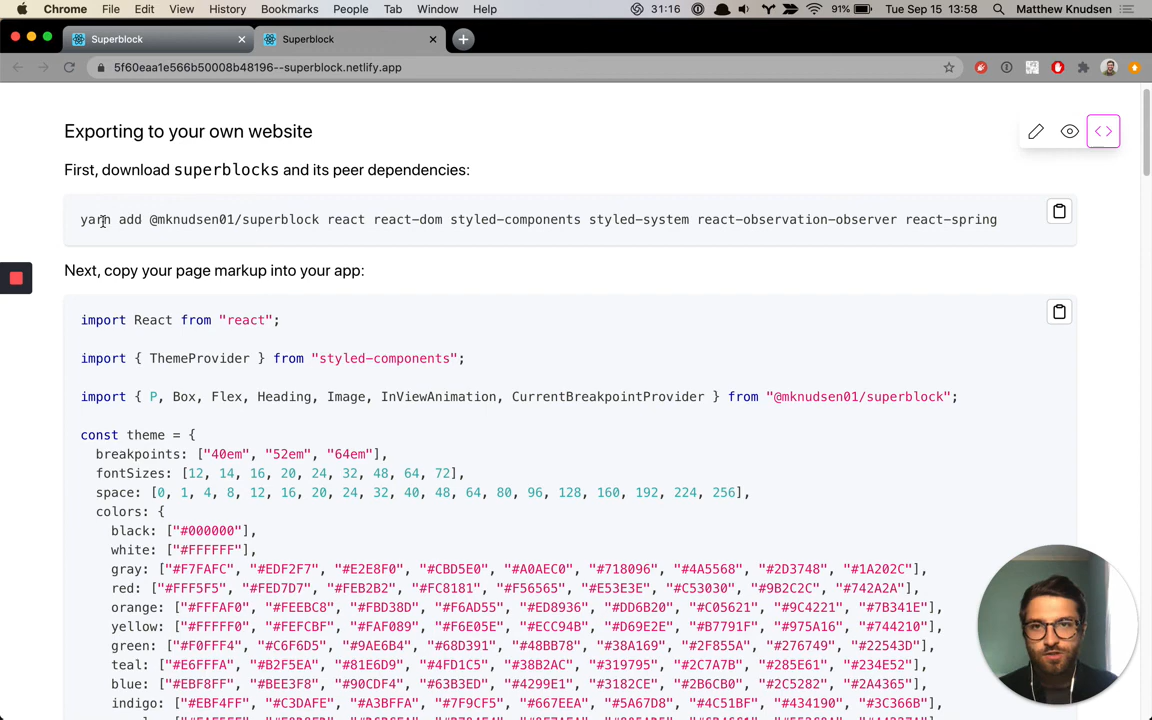 Chrome File Edit View History Bookmarks People Tab Window Help 31:16 91% Tue Sep 15 13:58 Matthew Knudsen
Superblock Superblock
5f60eaa1e566b50008b48196--superblock.netlify.app
Exporting to your own website
First, download superblocks and its peer dependencies:
yarn add @mknudsen01/superblock react react-dom styled-components styled-system react-observation-observer react-spring
Next, copy your page markup into your app:
import React from "react";
import { ThemeProvider } from "styled-components";
import { P, Box, Flex, Heading, Image, InViewAnimation, CurrentBreakpointProvider } from "@mknudsen01/superblock";
const theme = {
breakpoints: ["40em", "52em", "64em"],
fontSizes: [12, 14, 16, 20, 24, 32, 48, 64, 72],
space: [0, 1, 4, 8, 12, 16, 20, 24, 32, 40, 48, 64, 80, 96, 128, 160, 192, 224, 256],
colors: {
black: ["#000000"],
white: ["#FFFFFF"],
gray: ["#F7FAFC", "#EDF2F7", "#E2E8F0", "#CBD5E0", "#A0AEC0", "#718096", "#4A5568", "#2D3748", "#1A202C"],
red: ["#FFF5F5", "#FED7D7", "#FEB2B2", "#FC8181", "#F56565", "#E53E3E", "#C53030", "#9B2C2C", "#742A2A"],
orange: ["#FFFAF0", "#FEEBC8", "#FBD38D", "#F6AD55", "#ED8936", "#DD6B20", "#C05621", "#9C4221", "#7B341E"],
yellow: ["#FFFFF0", "#FEFCBF", "#FAF089", "#F6E05E", "#ECC94B", "#D69E2E", "#B7791F", "#975A16", "#744210"],
green: ["#F0FFF4", "#C6F6D5", "#9AE6B4", "#68D391", "#48BB78", "#38A169", "#2F855A", "#276749", "#22543D"],
teal: ["#E6FFFA", "#B2F5EA", "#81E6D9", "#4FD1C5", "#38B2AC", "#319795", "#2C7A7B", "#285E61", "#234E52"],
blue: ["#EBF8FF", "#BEE3F8", "#90CDF4", "#63B3ED", "#4299E1", "#3182CE", "#2B6CB0", "#2C5282", "#2A4365"],
indigo: ["#EBF4FF", "#C3DAFE", "#A3BFFA", "#7F9CF5", "#667EEA", "#5A67D8", "#4C51BF", "#434190", "#3C366B"],